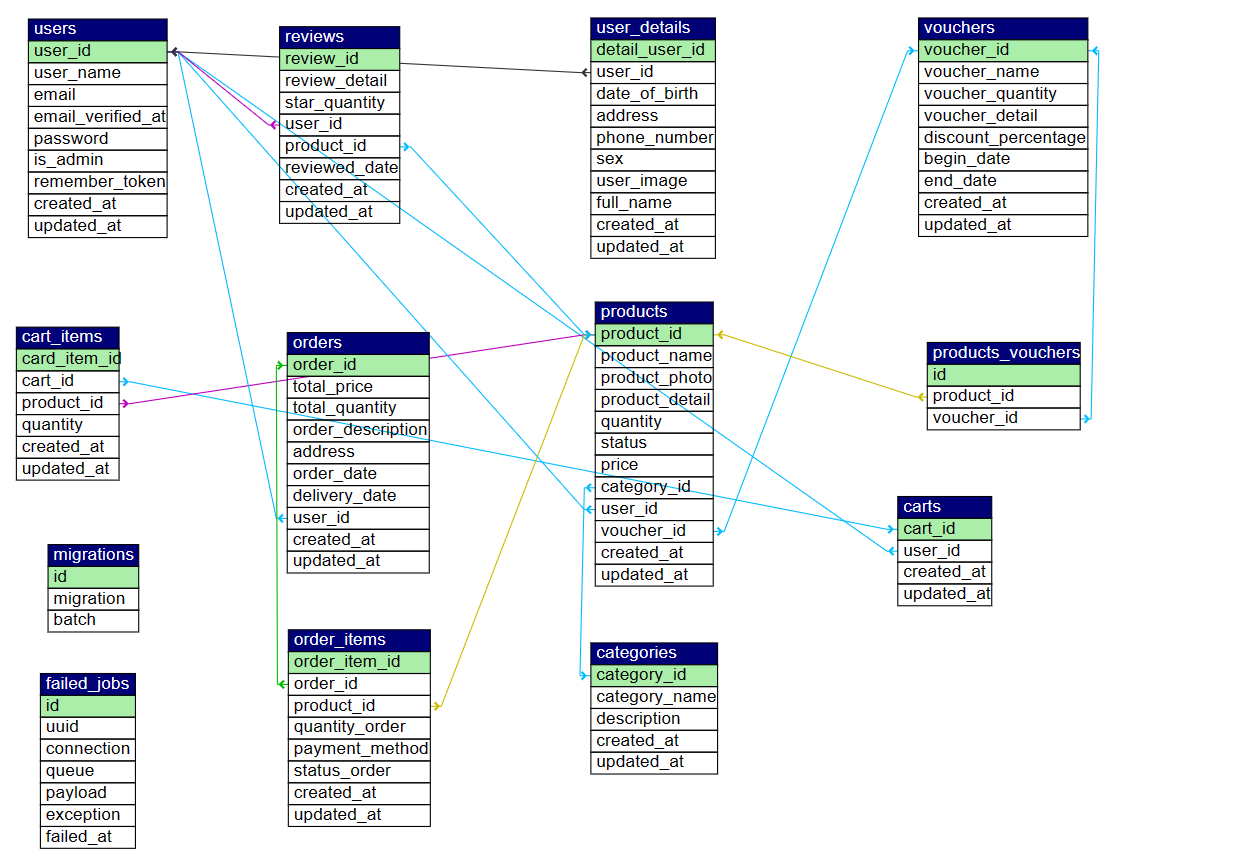 users
user_id
user_name
email
email_verified_at
password
is_admin
remember_token
created_at
updated_at
reviews
review_id
review_detail
star_quantity
user_id
product_id
reviewed_date
created_at
updated_at
user_details
detail_user_id
user_id
date_of_birth
address
phone_number
sex
user_image
full_name
created_at
updated_at
vouchers
voucher_id
voucher_name
voucher_quantity
voucher_detail
discount_percentage
begin_date
end_date
created_at
updated_at
cart_items
card_item_id
cart_id
product_id
quantity
created_at
updated_at
orders
order_id
total_price
total_quantity
order_description
address
order_date
delivery_date
user_id
created_at
updated_at
products
product_id
product_name
product_photo
product_detail
quantity
status
price
category_id
user_id
voucher_id
created_at
updated_at
products_vouchers
id
product_id
voucher_id
carts
cart_id
user_id
created_at
updated_at
migrations
id
migration
batch
order_items
order_item_id
order_id
product_id
quantity_order
payment_method
status_order
created_at
updated_at
categories
category_id
category_name
description
created_at
updated_at
failed_jobs
id
uuid
connection
queue
payload
exception
failed_at